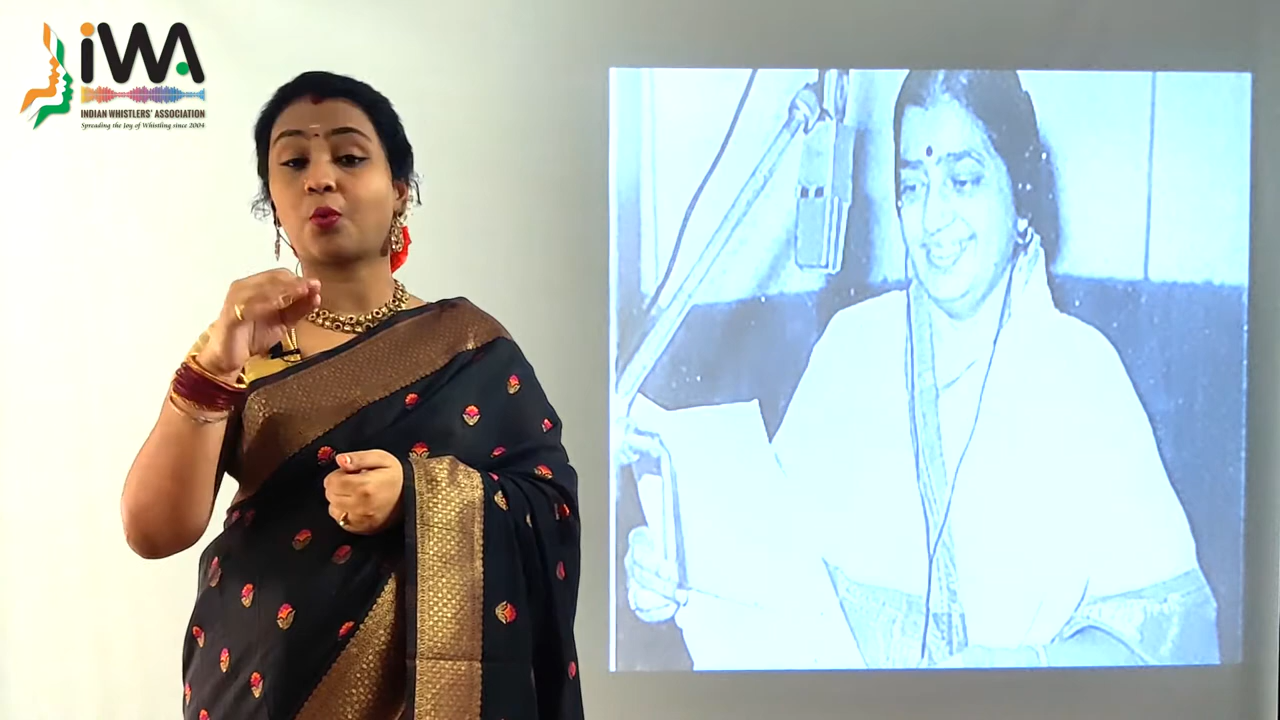 iWA
INDIAN WHISTLERS' ASSOCIATION
Spreading the Joy of Whistling since 2004